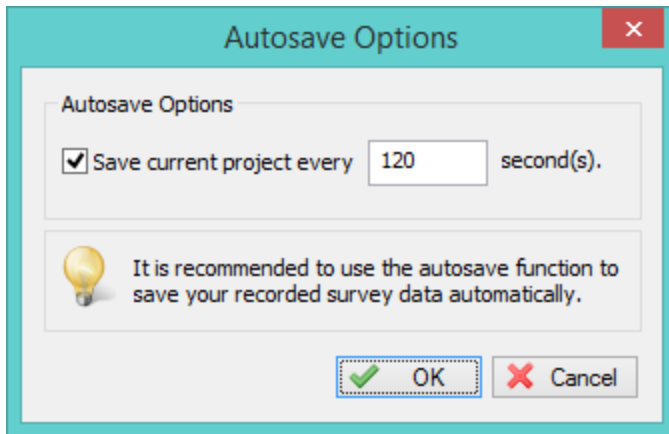 Autosave Options
Autosave Options
Save current project every 120 second(s).
It is recommended to use the autosave function to
save your recorded survey data automatically.
OK Cancel